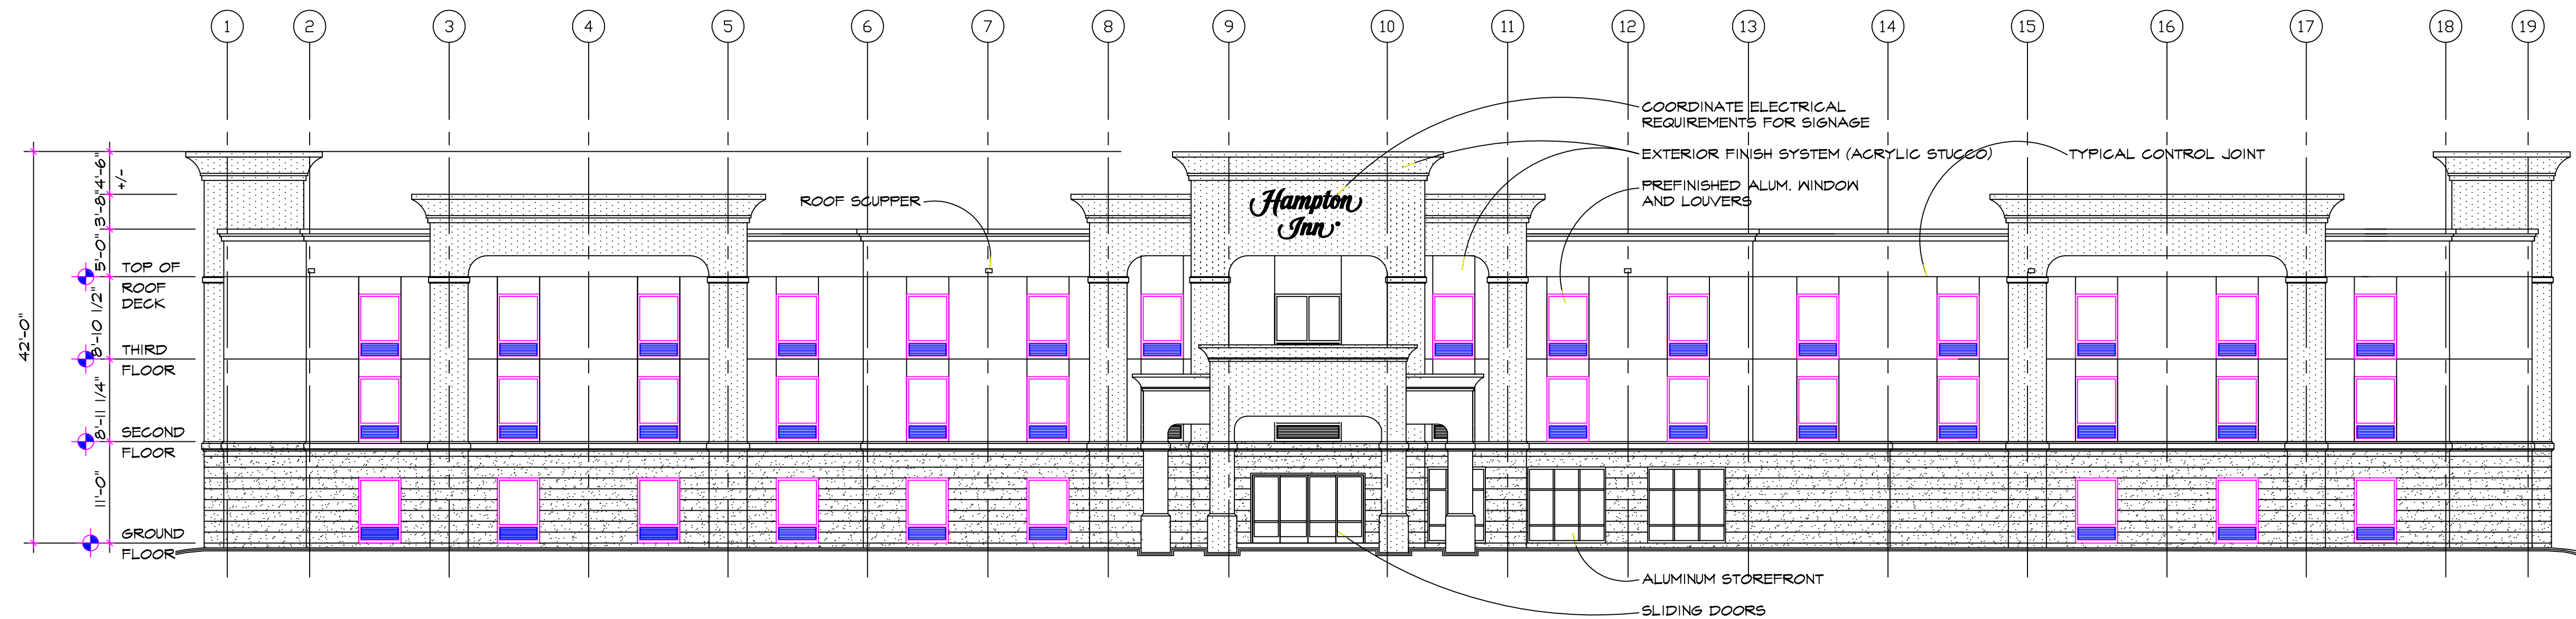 1 2 3 4 5 6 7 8 9 10 11 12 13 14 15 16 17 18 19
COORDINATE ELECTRICAL
REQUIREMENTS FOR SIGNAGE
EXTERIOR FINISH SYSTEM (ACRYLIC STUCCO)
TYPICAL CONTROL JOINT
PREFINISHED ALUM. WINDOW
AND LOUVERS
ROOF SCUPPER
Hampton
Inn
4'-6"
+/-
3'-8"
5'-0"
TOP OF
ROOF
DECK
8'-10 1/2"
42'-0"
THIRD
FLOOR
8'-11 1/4"
SECOND
FLOOR
11'-0"
GROUND
FLOOR
ALUMINUM STOREFRONT
SLIDING DOORS